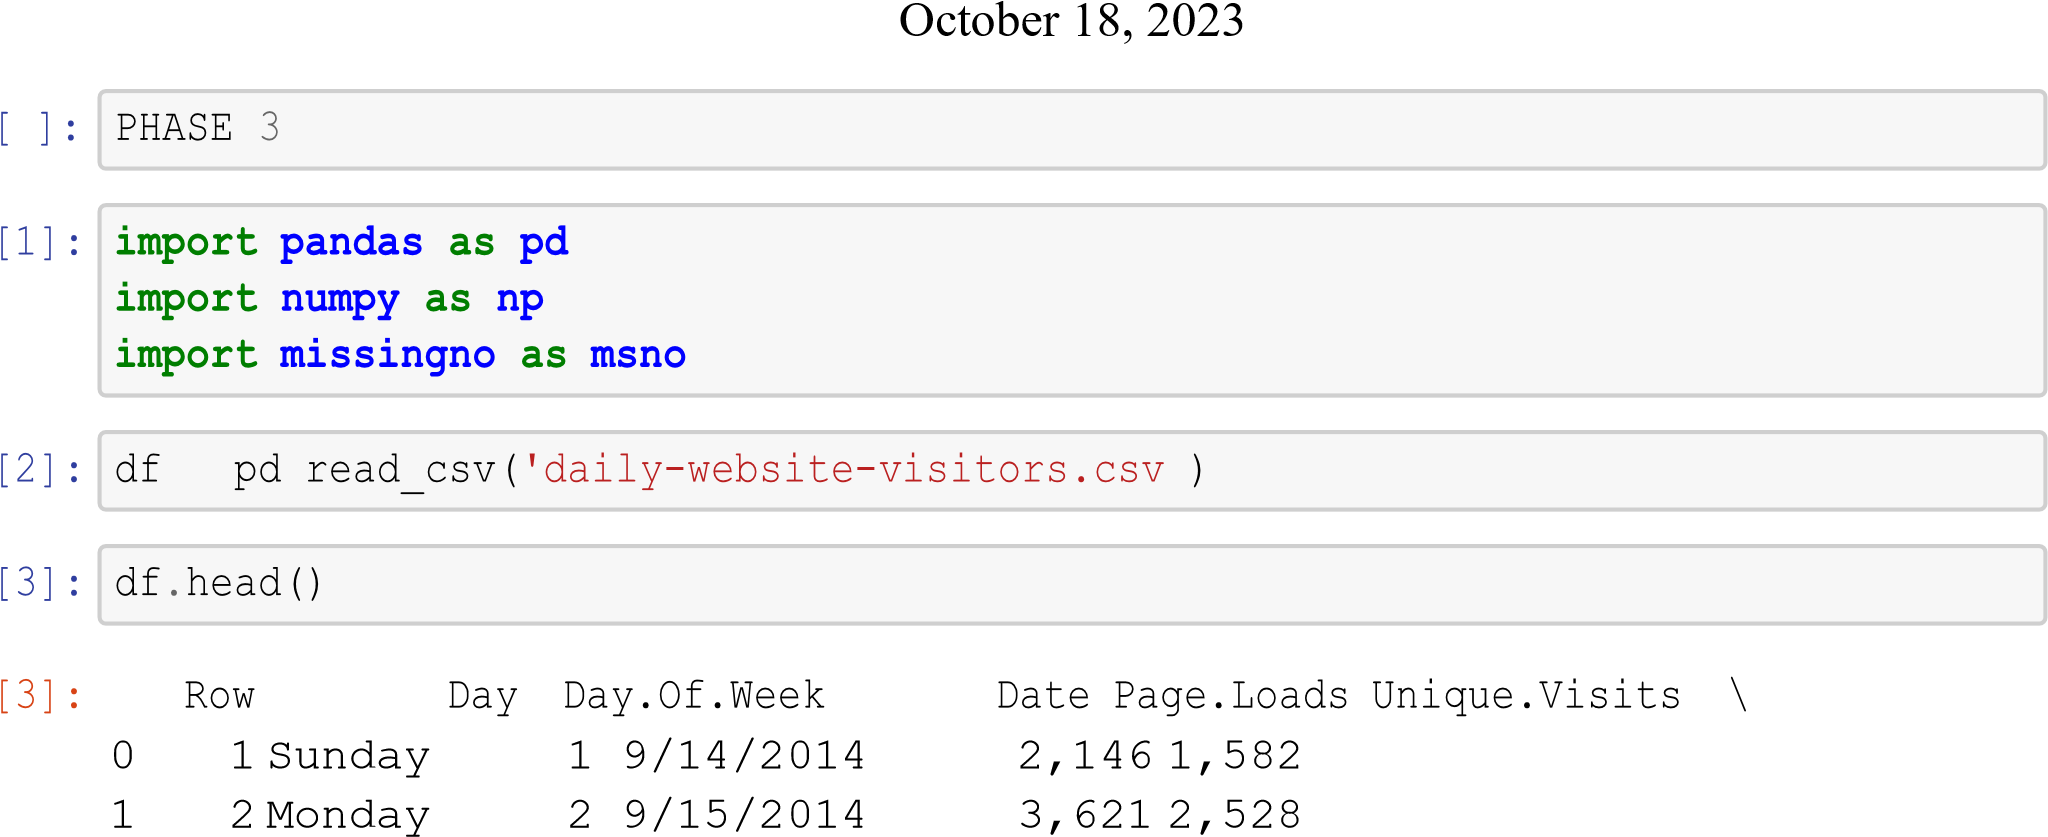 October 18, 2023
[ ]: PHASE 3
[1]: import pandas as pd
import numpy as np
import missingno as msno
[2]: df   pd read_csv('daily-website-visitors.csv )
[3]: df.head()
[3]:    Row        Day  Day.Of.Week       Date Page.Loads Unique.Visits  \
0    1 Sunday      1 9/14/2014      2,146 1,582
1    2 Monday      2 9/15/2014      3,621 2,528